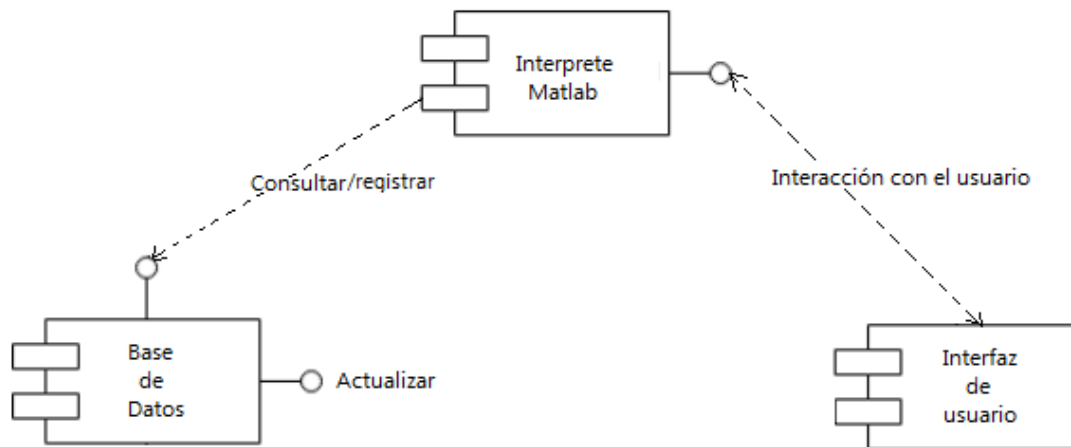 Interprete
Matlab
Consultar/registrar
Interacción con el usuario
Base
de
Datos
Actualizar
Interfaz
de
usuario